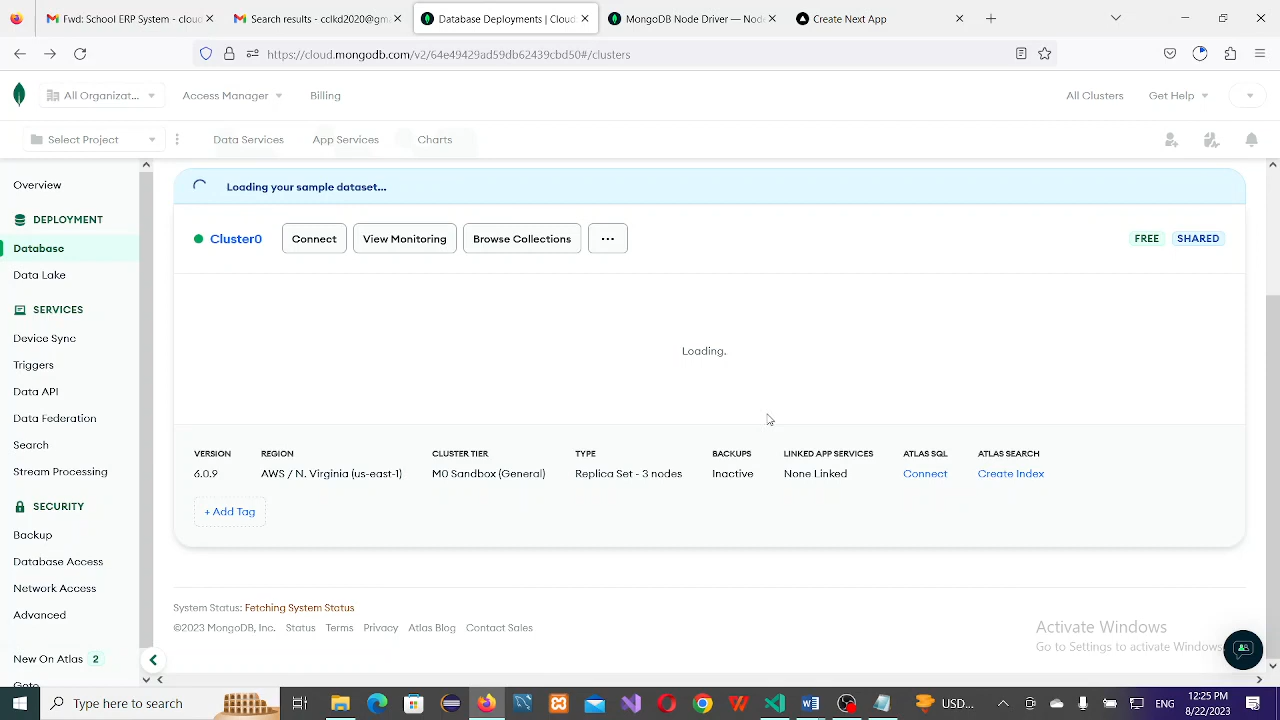 Fwd: School ERP System - cloud
Search results - cclkd2020@gm
Database Deployments | Cloud
MongoDB Node Driver — Node
Create Next App
https://cloud.mongodb.com/v2/64e49429ad59db62439cbd50#/clusters
All Organizat... Access Manager Billing All Clusters Get Help
Select Project Data Services App Services Charts
Overview
DEPLOYMENT
Database
Data Lake
SERVICES
Device Sync
Triggers
Data API
Data Federation
Search
Stream Processing
SECURITY
Backup
Database Access
Network Access
Advanced
New On Atlas 2
Loading your sample dataset...
Cluster0 Connect View Monitoring Browse Collections ... FREE SHARED
Loading.
VERSION REGION CLUSTER TIER TYPE BACKUPS LINKED APP SERVICES ATLAS SQL ATLAS SEARCH
6.0.9 AWS / N. Virginia (us-east-1) M0 Sandbox (General) Replica Set - 3 nodes Inactive None Linked Connect Create Index
+ Add Tag
System Status: Fetching System Status
©2023 MongoDB, Inc. Status Terms Privacy Atlas Blog Contact Sales
Activate Windows
Go to Settings to activate Windows.
Type here to search
USD...
ENG
12:25 PM
8/22/2023